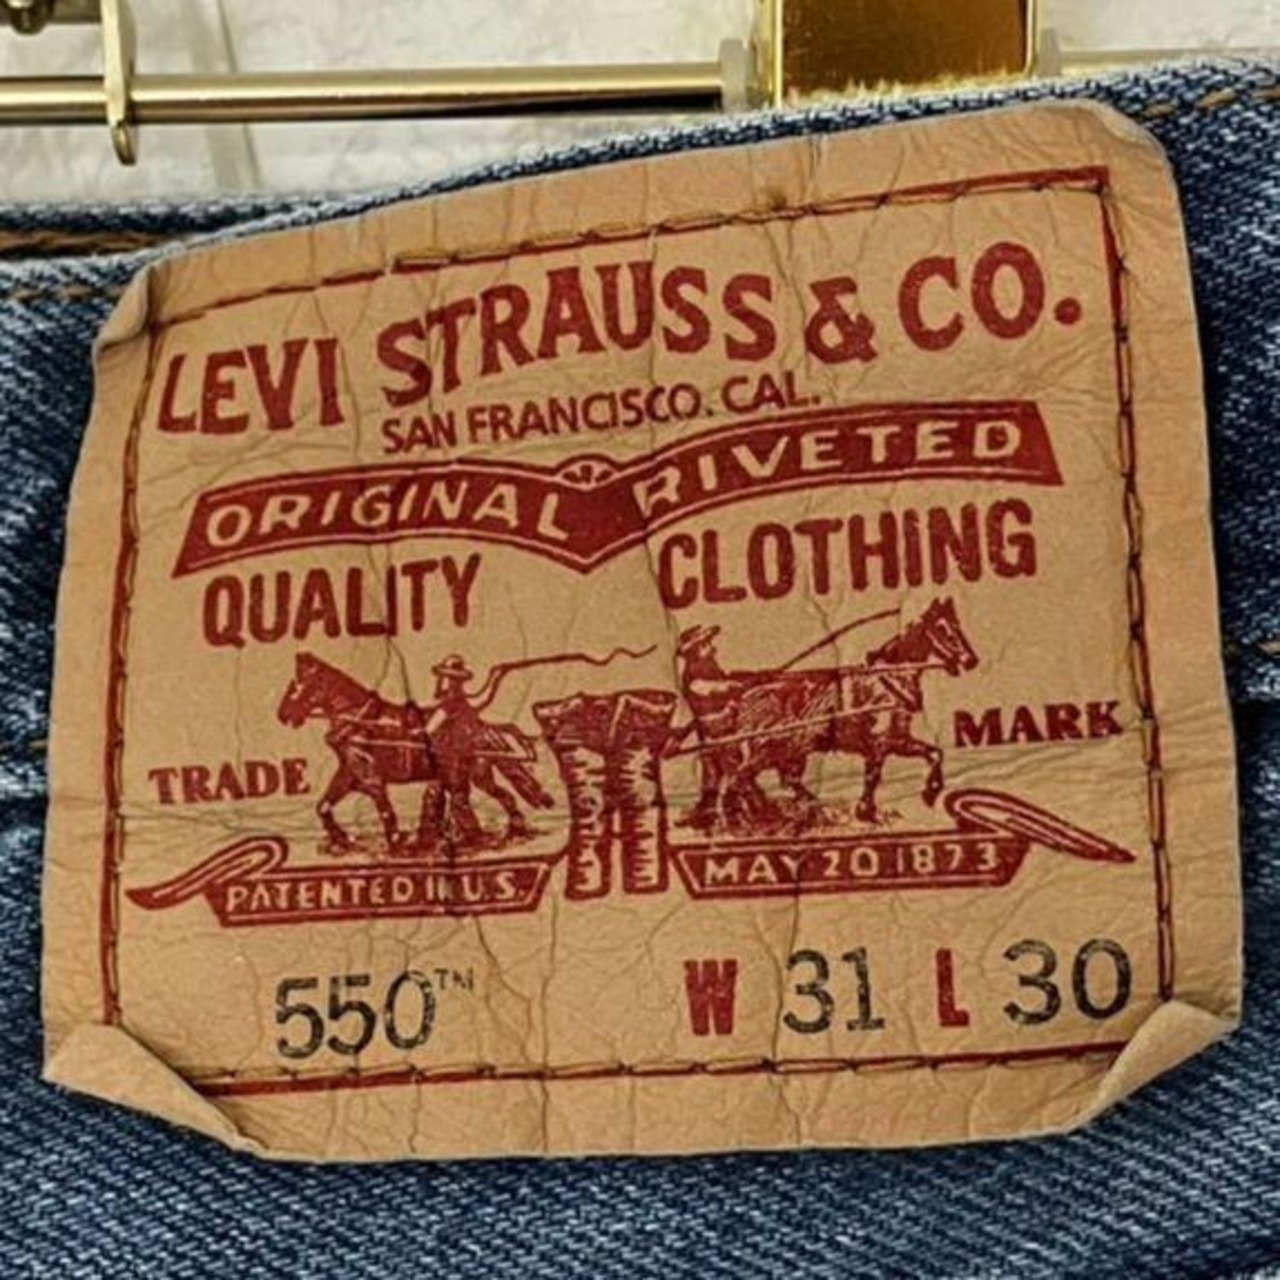 LEVI STRAUSS & CO.
SAN FRANCISCO. CAL.
ORIGINAL RIVETED
QUALITY CLOTHING
TRADE MARK
PATENTED IN U.S. MAY 20 1873
550™ W 31 L 30